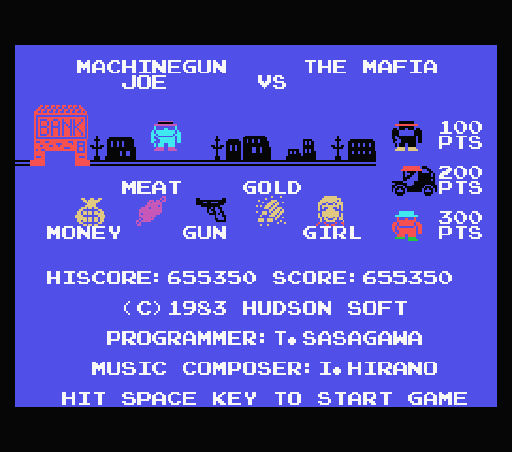 MACHINEGUN THE MAFIA
JOE VS
BANK
100
PTS
200
PTS
MEAT GOLD
300
PTS
MONEY GUN GIRL
HISCORE: 655350 SCORE: 655350
(C) 1983 HUDSON SOFT
PROGRAMMER: T. SASAGAWA
MUSIC COMPOSER: I. HIRANO
HIT SPACE KEY TO START GAME